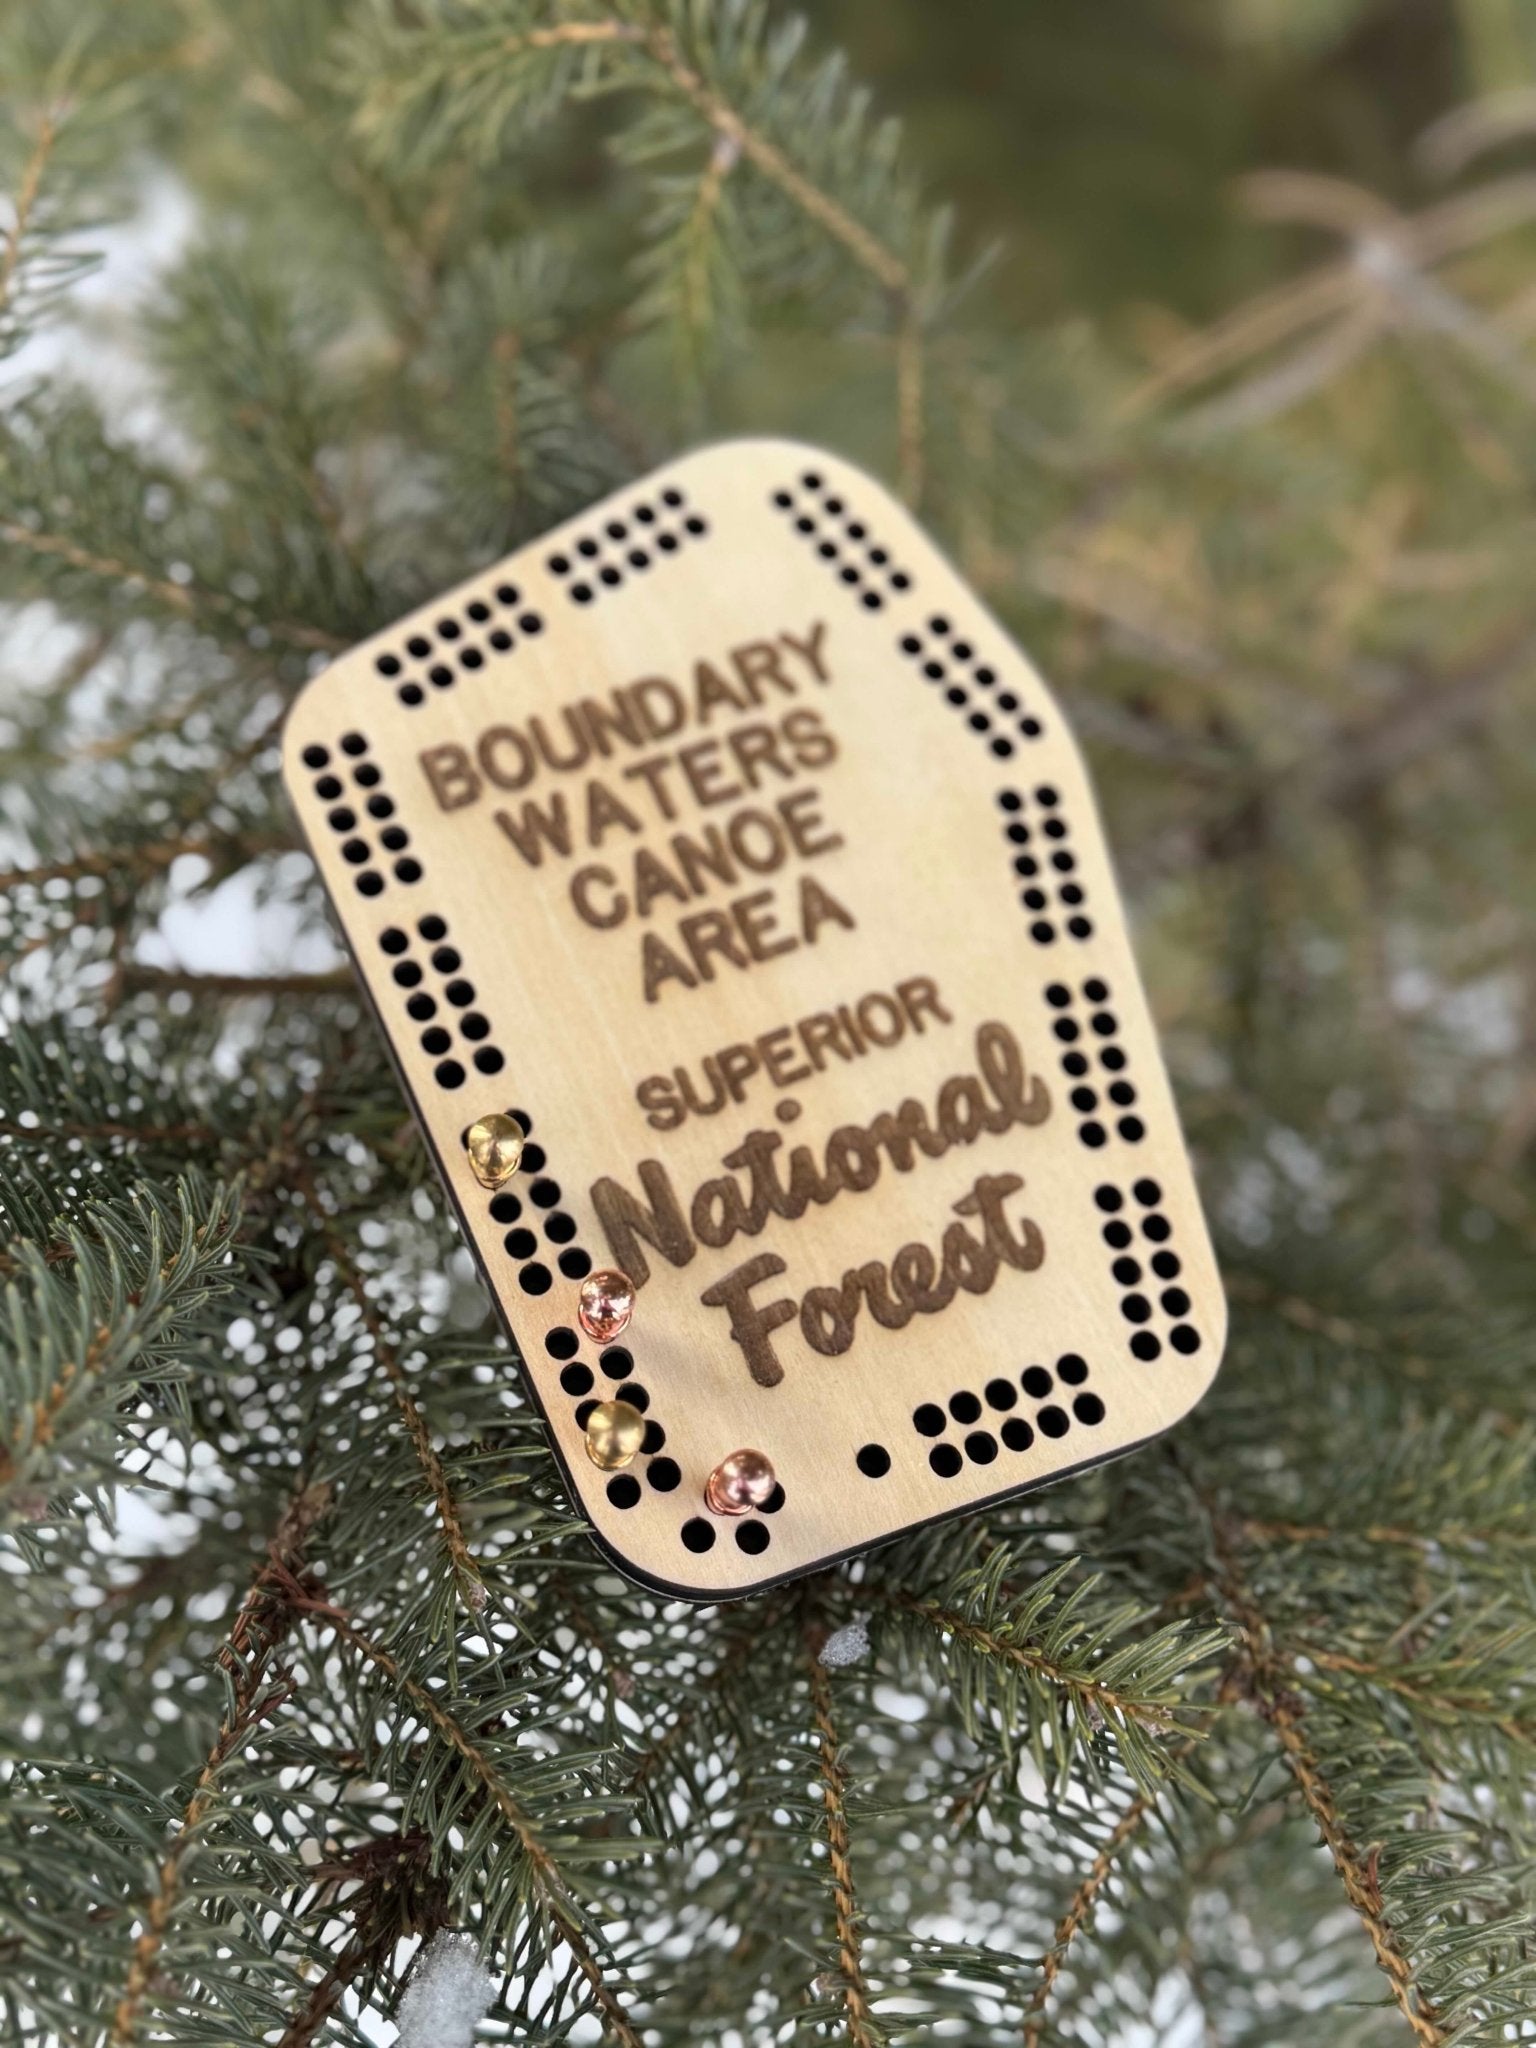 BOUNDARY
WATERS
CANOE
AREA
SUPERIOR
National
Forest